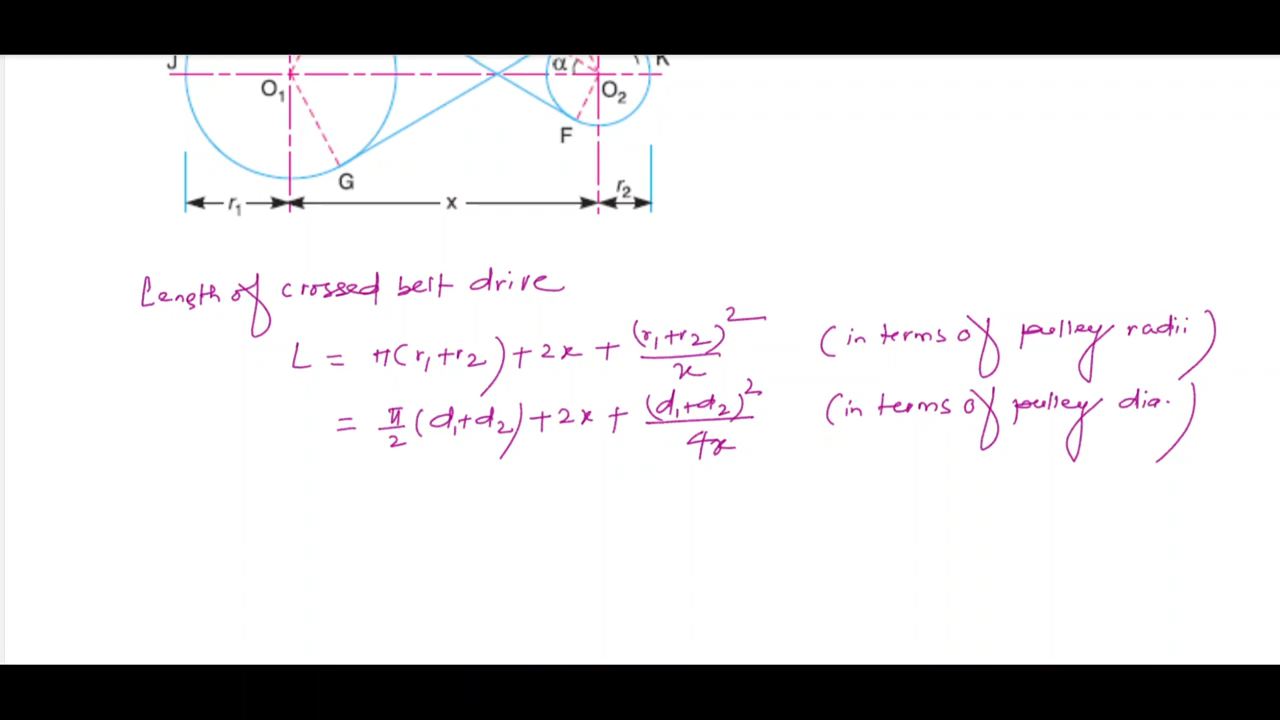 J O₁ α O₂ K
F
G
r₁ x r₂
Length of crossed belt drive
L = π(r₁+r₂)+2x+(r₁+r₂)²/x (in terms of pulley radii)
= π/2(d₁+d₂)+2x+(d₁+d₂)²/4x (in terms of pulley dia.)